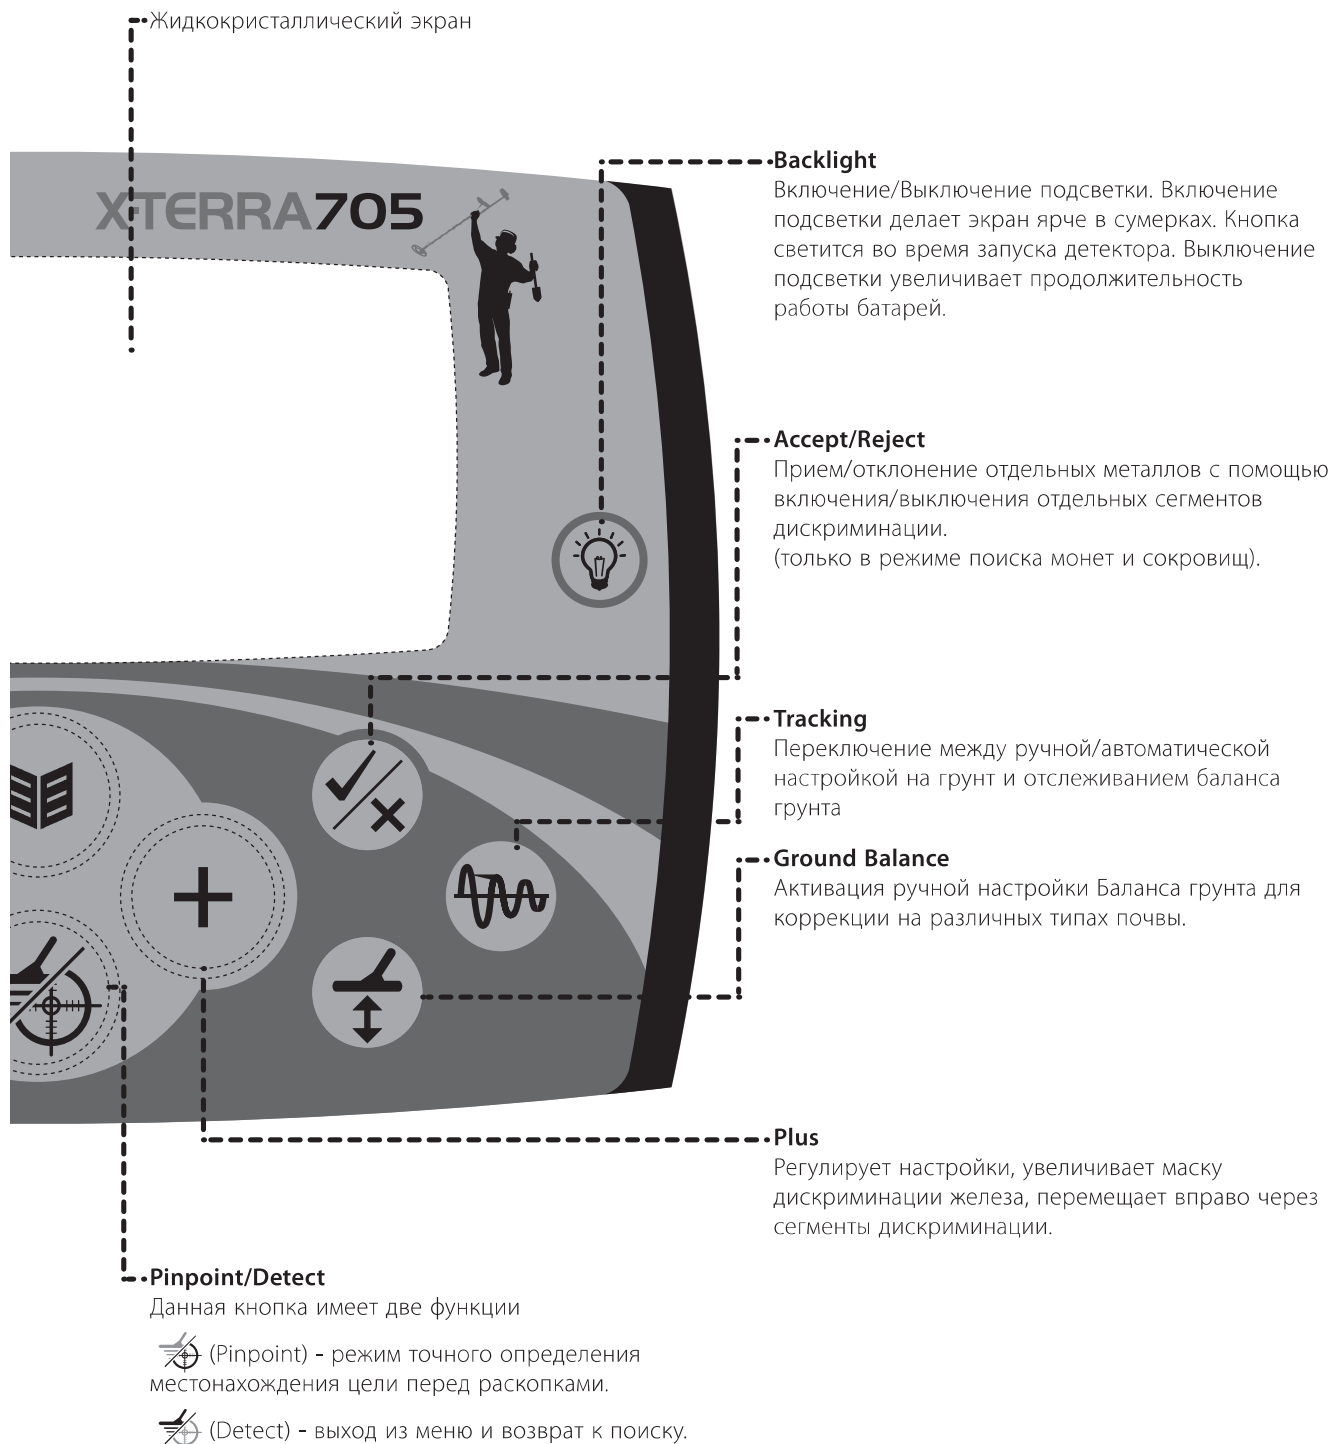 Жидкокристаллический экран
X-TERRA705
Backlight
Включение/Выключение подсветки. Включение
подсветки делает экран ярче в сумерках. Кнопка
светится во время запуска детектора. Выключение
подсветки увеличивает продолжительность
работы батарей.
Accept/Reject
Прием/отклонение отдельных металлов с помощью
включения/выключения отдельных сегментов
дискриминации.
(только в режиме поиска монет и сокровищ).
Tracking
Переключение между ручной/автоматической
настройкой на грунт и отслеживанием баланса
грунта
Ground Balance
Активация ручной настройки Баланса грунта для
коррекции на различных типах почвы.
Plus
Регулирует настройки, увеличивает маску
дискриминации железа, перемещает вправо через
сегменты дискриминации.
Pinpoint/Detect
Данная кнопка имеет две функции
(Pinpoint) - режим точного определения
местонахождения цели перед раскопками.
(Detect) - выход из меню и возврат к поиску.